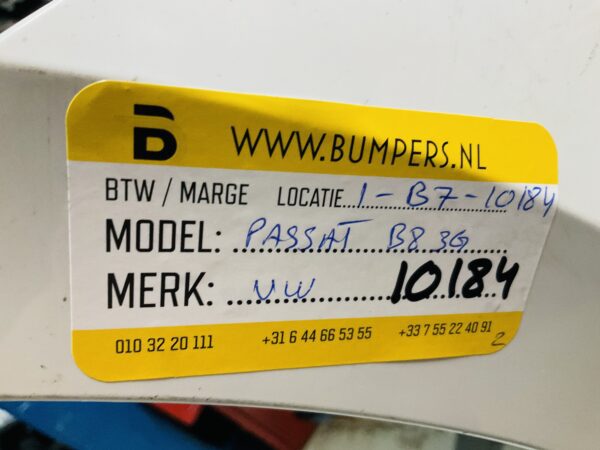 B WWW.BUMPERS.NL
BTW / MARGE LOCATIE 1-B7-10184
MODEL: PASSAT B8 3G
MERK: VW 10184
010 32 20 111 +31 6 44 66 53 55 +33 7 55 22 40 91 2